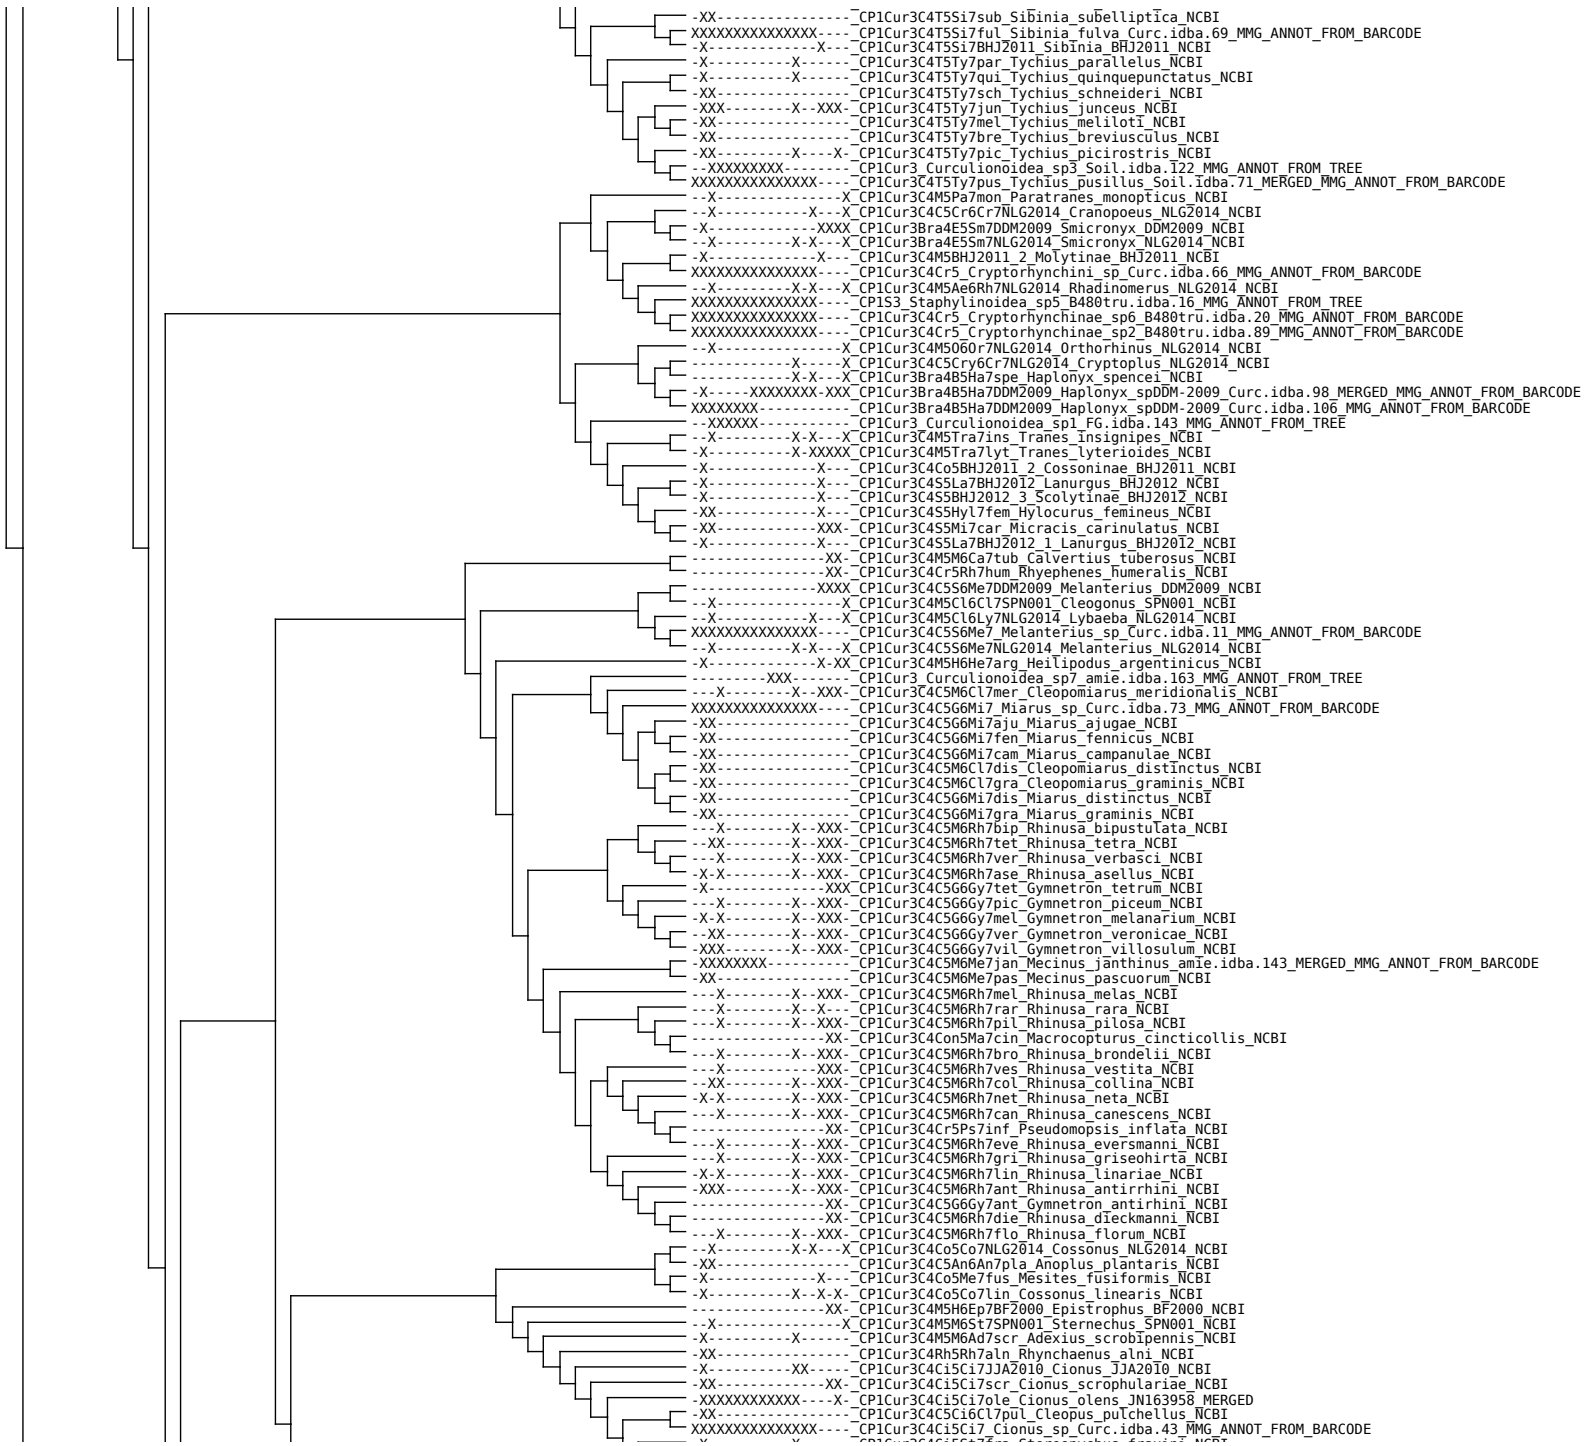 -XX----------------_CP1Cur3C4T5Si7sub_Sibinia_subelliptica_NCBI
XXXXXXXXXXXXXXX----_CP1Cur3C4T5Si7ful_Sibinia_fulva_Curc.idba.69_MMG_ANNOT_FROM_BARCODE
-X-------------X---_CP1Cur3C4T5Si7BHJ2011_Sibinia_BHJ2011_NCBI
-X----------X------_CP1Cur3C4T5Ty7par_Tychius_parallelus_NCBI
-X----------X------_CP1Cur3C4T5Ty7qui_Tychius_quinquepunctatus_NCBI
-XX----------------_CP1Cur3C4T5Ty7sch_Tychius_schneideri_NCBI
-XXX--------X--XXX-_CP1Cur3C4T5Ty7jun_Tychius_junceus_NCBI
-XX----------------_CP1Cur3C4T5Ty7mel_Tychius_meliloti_NCBI
-XX----------------_CP1Cur3C4T5Ty7bre_Tychius_breviusculus_NCBI
-XX---------X----X-_CP1Cur3C4T5Ty7pic_Tychius_picirostris_NCBI
--XXXXXXXXX--------_CP1Cur3_Curculionoidea_sp3_Soil.idba.122_MMG_ANNOT_FROM_TREE
XXXXXXXXXXXXXXX----_CP1Cur3C4T5Ty7pus_Tychius_pusillus_Soil.idba.71_MERGED_MMG_ANNOT_FROM_BARCODE
--X---------------X_CP1Cur3C4M5Pa7mon_Paratranes_monopticus_NCBI
--X-----------X---X_CP1Cur3C4C5Cr6Cr7NLG2014_Cranopoeus_NLG2014_NCBI
-X-------------XXXX_CP1Cur3Bra4E5Sm7DDM2009_Smicronyx_DDM2009_NCBI
--X---------X-X---X_CP1Cur3Bra4E5Sm7NLG2014_Smicronyx_NLG2014_NCBI
-X-------------X---_CP1Cur3C4M5BHJ2011_2_Molytinae_BHJ2011_NCBI
XXXXXXXXXXXXXXX----_CP1Cur3C4Cr5_Cryptorhynchini_sp_Curc.idba.66_MMG_ANNOT_FROM_BARCODE
--X---------X-X---X_CP1Cur3C4M5Ae6Rh7NLG2014_Rhadinomerus_NLG2014_NCBI
XXXXXXXXXXXXXXX----_CP1S3_Staphylinoidea_sp5_B480tru.idba.16_MMG_ANNOT_FROM_TREE
XXXXXXXXXXXXXXX----_CP1Cur3C4Cr5_Cryptorhynchinae_sp6_B480tru.idba.20_MMG_ANNOT_FROM_BARCODE
XXXXXXXXXXXXXXX----_CP1Cur3C4Cr5_Cryptorhynchinae_sp2_B480tru.idba.89_MMG_ANNOT_FROM_BARCODE
--X---------------X_CP1Cur3C4M5O6Or7NLG2014_Orthorhinus_NLG2014_NCBI
------------X-----X_CP1Cur3C4C5Cry6Cr7NLG2014_Cryptoplus_NLG2014_NCBI
------------X-X---X_CP1Cur3Bra4B5Ha7spe_Haplonyx_spencei_NCBI
-X-----XXXXXXXX-XXX_CP1Cur3Bra4B5Ha7DDM2009_Haplonyx_spDDM-2009_Curc.idba.98_MERGED_MMG_ANNOT_FROM_BARCODE
XXXXXXXX-----------_CP1Cur3Bra4B5Ha7DDM2009_Haplonyx_spDDM-2009_Curc.idba.106_MMG_ANNOT_FROM_BARCODE
--XXXXXX-----------_CP1Cur3_Curculionoidea_sp1_FG.idba.143_MMG_ANNOT_FROM_TREE
--X---------X-X---X_CP1Cur3C4M5Tra7ins_Tranes_insignipes_NCBI
-X----------X-XXXXX_CP1Cur3C4M5Tra7lyt_Tranes_lyterioides_NCBI
-X-------------X---_CP1Cur3C4Co5BHJ2011_2_Cossoninae_BHJ2011_NCBI
-X-------------X---_CP1Cur3C4S5La7BHJ2012_Lanurgus_BHJ2012_NCBI
-X-------------X---_CP1Cur3C4S5BHJ2012_3_Scolytinae_BHJ2012_NCBI
-XX------------X---_CP1Cur3C4S5Hyl7fem_Hylocurus_femineus_NCBI
-XX------------XXX-_CP1Cur3C4S5Mi7car_Micracis_carinulatus_NCBI
-X-------------X---_CP1Cur3C4S5La7BHJ2012_1_Lanurgus_BHJ2012_NCBI
----------------XX-_CP1Cur3C4M5M6Ca7tub_Calvertius_tuberosus_NCBI
----------------XX-_CP1Cur3C4Cr5Rh7hum_Rhyephenes_humeralis_NCBI
---------------XXXX_CP1Cur3C4C5S6Me7DDM2009_Melanterius_DDM2009_NCBI
--X---------------X_CP1Cur3C4M5Cl6Cl7SPN001_Cleogonus_SPN001_NCBI
--X-----------X---X_CP1Cur3C4M5Cl6Ly7NLG2014_Lybaeba_NLG2014_NCBI
XXXXXXXXXXXXXXX----_CP1Cur3C4C5S6Me7_Melanterius_sp_Curc.idba.11_MMG_ANNOT_FROM_BARCODE
--X---------X-X---X_CP1Cur3C4C5S6Me7NLG2014_Melanterius_NLG2014_NCBI
-X-------------X-XX_CP1Cur3C4M5H6He7arg_Heilipodus_argentinicus_NCBI
---------XXX-------_CP1Cur3_Curculionoidea_sp7_amie.idba.163_MMG_ANNOT_FROM_TREE
---X--------X--XXX-_CP1Cur3C4C5M6Cl7mer_Cleopomiarus_meridionalis_NCBI
XXXXXXXXXXXXXXX----_CP1Cur3C4C5G6Mi7_Miarus_sp_Curc.idba.73_MMG_ANNOT_FROM_BARCODE
-XX----------------_CP1Cur3C4C5G6Mi7aju_Miarus_ajugae_NCBI
-XX----------------_CP1Cur3C4C5G6Mi7fen_Miarus_fennicus_NCBI
-XX----------------_CP1Cur3C4C5G6Mi7cam_Miarus_campanulae_NCBI
-XX----------------_CP1Cur3C4C5M6Cl7dis_Cleopomiarus_distinctus_NCBI
-XX----------------_CP1Cur3C4C5M6Cl7gra_Cleopomiarus_graminis_NCBI
-XX----------------_CP1Cur3C4C5G6Mi7dis_Miarus_distinctus_NCBI
-XX----------------_CP1Cur3C4C5G6Mi7gra_Miarus_graminis_NCBI
---X--------X--XXX-_CP1Cur3C4C5M6Rh7bip_Rhinusa_bipustulata_NCBI
--XX--------X--XXX-_CP1Cur3C4C5M6Rh7tet_Rhinusa_tetra_NCBI
---X--------X--XXX-_CP1Cur3C4C5M6Rh7ver_Rhinusa_verbasci_NCBI
-X-X--------X--XXX-_CP1Cur3C4C5M6Rh7ase_Rhinusa_asellus_NCBI
-X--------------XXX_CP1Cur3C4C5G6Gy7tet_Gymnetron_tetrum_NCBI
---X--------X--XXX-_CP1Cur3C4C5G6Gy7pic_Gymnetron_piceum_NCBI
-X-X--------X--XXX-_CP1Cur3C4C5G6Gy7mel_Gymnetron_melanarium_NCBI
--XX--------X--XXX-_CP1Cur3C4C5G6Gy7ver_Gymnetron_veronicae_NCBI
-XXX--------X--XXX-_CP1Cur3C4C5G6Gy7vil_Gymnetron_villosulum_NCBI
-XXXXXXXX----------_CP1Cur3C4C5M6Me7jan_Mecinus_janthinus_amie.idba.143_MERGED_MMG_ANNOT_FROM_BARCODE
-XX----------------_CP1Cur3C4C5M6Me7pas_Mecinus_pascuorum_NCBI
---X--------X--XXX-_CP1Cur3C4C5M6Rh7mel_Rhinusa_melas_NCBI
---X--------X--X---_CP1Cur3C4C5M6Rh7rar_Rhinusa_rara_NCBI
---X--------X--XXX-_CP1Cur3C4C5M6Rh7pil_Rhinusa_pilosa_NCBI
----------------XX-_CP1Cur3C4Con5Ma7cin_Macrocopturus_cincticollis_NCBI
---X--------X--XXX-_CP1Cur3C4C5M6Rh7bro_Rhinusa_brondelii_NCBI
---X-----------XXX-_CP1Cur3C4C5M6Rh7ves_Rhinusa_vestita_NCBI
--XX--------X--XXX-_CP1Cur3C4C5M6Rh7col_Rhinusa_collina_NCBI
-X-X--------X--XXX-_CP1Cur3C4C5M6Rh7net_Rhinusa_neta_NCBI
---X--------X--XXX-_CP1Cur3C4C5M6Rh7can_Rhinusa_canescens_NCBI
----------------XX-_CP1Cur3C4Cr5Ps7inf_Pseudomopsis_inflata_NCBI
---X--------X--XXX-_CP1Cur3C4C5M6Rh7eve_Rhinusa_eversmanni_NCBI
---X--------X--XXX-_CP1Cur3C4C5M6Rh7gri_Rhinusa_griseohirta_NCBI
-X-X--------X--XXX-_CP1Cur3C4C5M6Rh7lin_Rhinusa_linariae_NCBI
-XXX--------X--XXX-_CP1Cur3C4C5M6Rh7ant_Rhinusa_antirrhini_NCBI
----------------XX-_CP1Cur3C4C5G6Gy7ant_Gymnetron_antirhini_NCBI
----------------XX-_CP1Cur3C4C5M6Rh7die_Rhinusa_dieckmanni_NCBI
---X--------X--XXX-_CP1Cur3C4C5M6Rh7flo_Rhinusa_florum_NCBI
--X---------X-X---X_CP1Cur3C4Co5Co7NLG2014_Cossonus_NLG2014_NCBI
-XX----------------_CP1Cur3C4C5An6An7pla_Anoplus_plantaris_NCBI
-X-------------X---_CP1Cur3C4Co5Me7fus_Mesites_fusiformis_NCBI
-X----------X--X-X-_CP1Cur3C4Co5Co7lin_Cossonus_linearis_NCBI
----------------XX-_CP1Cur3C4M5H6Ep7BF2000_Epistrophus_BF2000_NCBI
--X---------------X_CP1Cur3C4M5M6St7SPN001_Sternechus_SPN001_NCBI
-X----------X------_CP1Cur3C4M5M6Ad7scr_Adexius_scrobipennis_NCBI
-XX----------------_CP1Cur3C4Rh5Rh7aln_Rhynchaenus_alni_NCBI
-X----------XX-----_CP1Cur3C4Ci5Ci7JJA2010_Cionus_JJA2010_NCBI
-XX-------------XX-_CP1Cur3C4Ci5Ci7scr_Cionus_scrophulariae_NCBI
-XXXXXXXXXXXX----X-_CP1Cur3C4Ci5Ci7ole_Cionus_olens_JN163958_MERGED
-XX----------------_CP1Cur3C4C5Ci6Cl7pul_Cleopus_pulchellus_NCBI
XXXXXXXXXXXXXXX----_CP1Cur3C4Ci5Ci7_Cionus_sp_Curc.idba.43_MMG_ANNOT_FROM_BARCODE